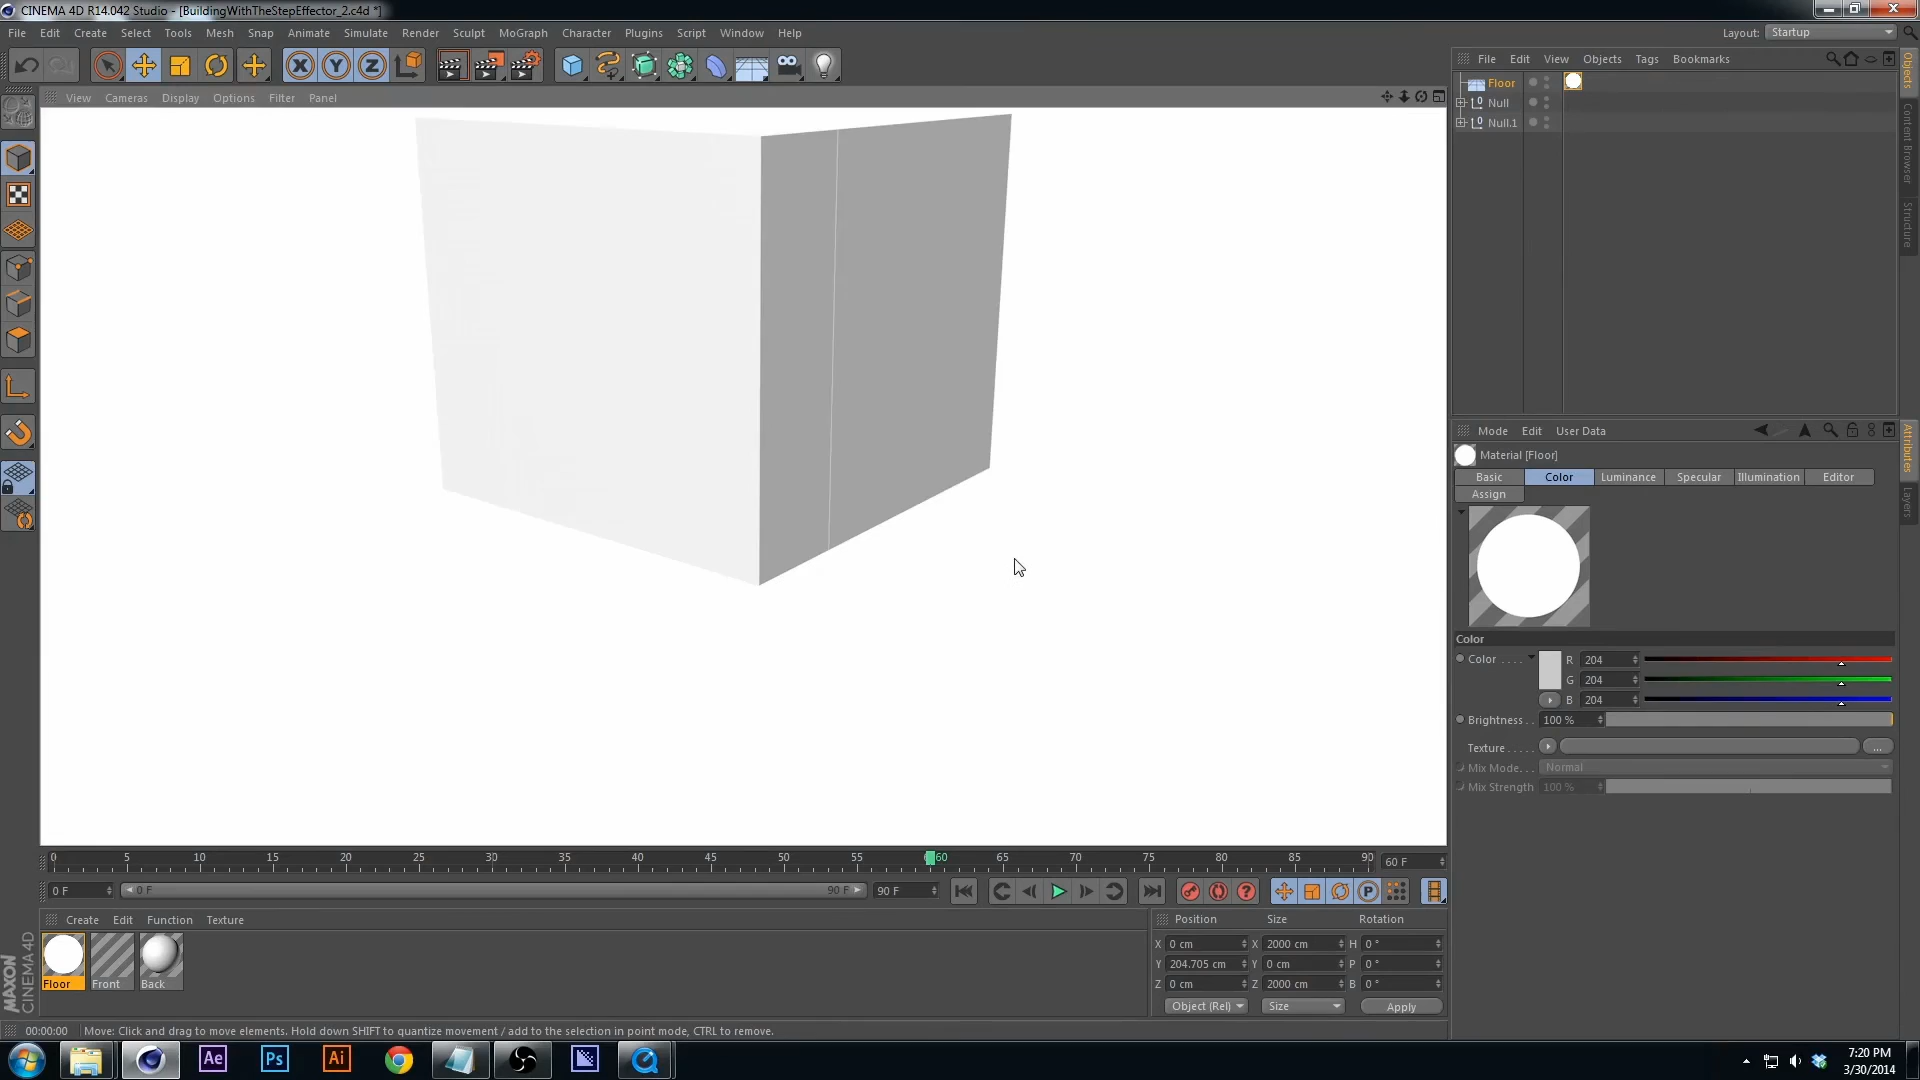 CINEMA 4D R14.042 Studio - [BuildingWithTheStepEffector_2.c4d *]
File Edit Create Select Tools Mesh Snap Animate Simulate Render Sculpt MoGraph Character Plugins Script Window Help
Layout: Startup
X Y Z
File Edit View Objects Tags Bookmarks
View Cameras Display Options Filter Panel
Floor
Null
Null.1
Objects
Content Browser
Structure
Mode Edit User Data
Material [Floor]
Basic Color Luminance Specular Illumination Editor
Assign
Attributes
Layers
Color
Color . . . . R 204
G 204
B 204
Brightness . . 100 %
Texture . . . . . ...
Mix Mode. . . Normal
Mix Strength 100 %
0 5 10 15 20 25 30 35 40 45 50 55 60 65 70 75 80 85 90 60 F
0 F 0 F 90 F 90 F
P
Create Edit Function Texture
Floor Front Back
Position Size Rotation
X 0 cm X 2000 cm H 0 °
Y 204.705 cm Y 0 cm P 0 °
Z 0 cm Z 2000 cm B 0 °
Object (Rel) Size Apply
MAXON
CINEMA 4D
00:00:00 Move: Click and drag to move elements. Hold down SHIFT to quantize movement / add to the selection in point mode, CTRL to remove.
Ae Ps Ai
7:20 PM
3/30/2014